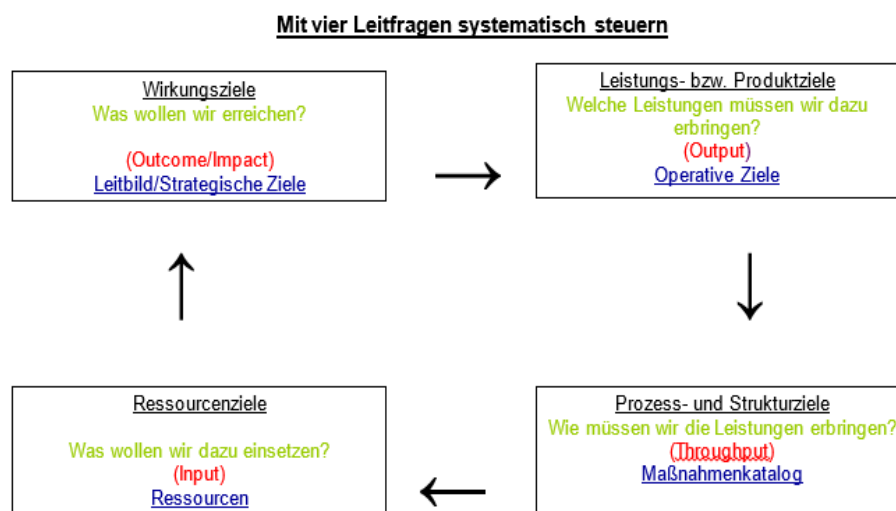 Mit vier Leitfragen systematisch steuern
Wirkungsziele
Was wollen wir erreichen?
(Outcome/Impact)
Leitbild/Strategische Ziele
Leistungs- bzw. Produktziele
Welche Leistungen müssen wir dazu
erbringen?
(Output)
Operative Ziele
Ressourcenziele
Was wollen wir dazu einsetzen?
(Input)
Ressourcen
Prozess- und Strukturziele
Wie müssen wir die Leistungen erbringen?
(Throughput)
Maßnahmenkatalog